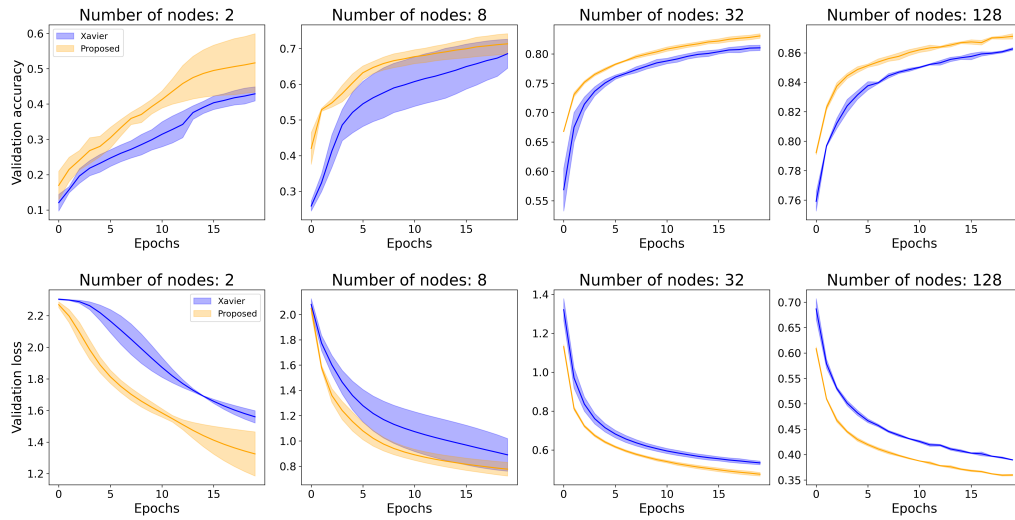 Number of nodes: 2
Number of nodes: 8
Number of nodes: 32
Number of nodes: 128
Validation accuracy
Xavier
Proposed
0.6
0.5
0.4
0.3
0.2
0.1
0 5 10 15
Epochs
0.7
0.6
0.5
0.4
0.3
0 5 10 15
Epochs
0.80
0.75
0.70
0.65
0.60
0.55
0 5 10 15
Epochs
0.86
0.84
0.82
0.80
0.78
0.76
0 5 10 15
Epochs
Number of nodes: 2
Number of nodes: 8
Number of nodes: 32
Number of nodes: 128
Validation loss
Xavier
Proposed
2.2
2.0
1.8
1.6
1.4
1.2
0 5 10 15
Epochs
2.0
1.8
1.6
1.4
1.2
1.0
0.8
0 5 10 15
Epochs
1.4
1.2
1.0
0.8
0.6
0 5 10 15
Epochs
0.70
0.65
0.60
0.55
0.50
0.45
0.40
0.35
0 5 10 15
Epochs